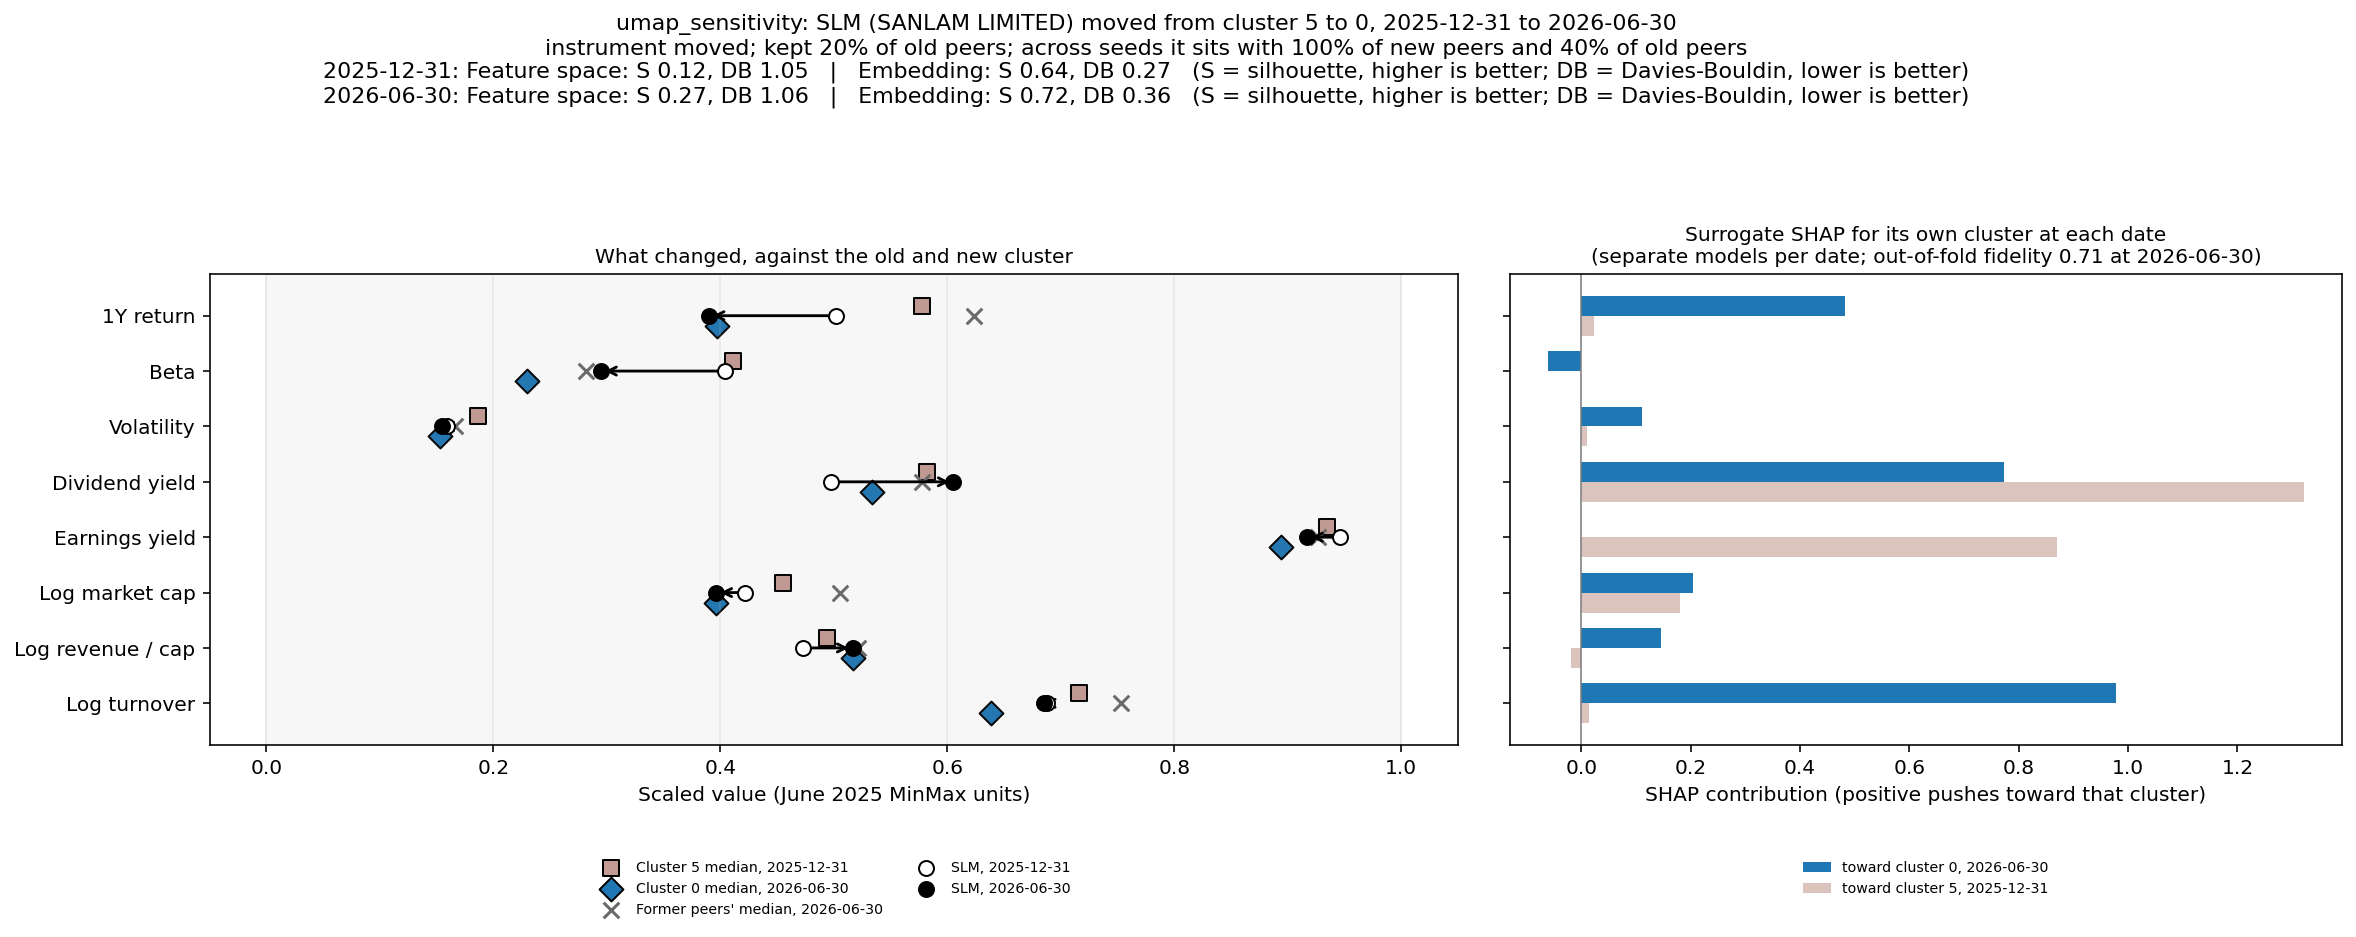 umap_sensitivity: SLM (SANLAM LIMITED) moved from cluster 5 to 0, 2025-12-31 to 2026-06-30
instrument moved; kept 20% of old peers; across seeds it sits with 100% of new peers and 40% of old peers
2025-12-31: Feature space: S 0.12, DB 1.05   |   Embedding: S 0.64, DB 0.27   (S = silhouette, higher is better; DB = Davies-Bouldin, lower is better)
2026-06-30: Feature space: S 0.27, DB 1.06   |   Embedding: S 0.72, DB 0.36   (S = silhouette, higher is better; DB = Davies-Bouldin, lower is better)
What changed, against the old and new cluster
1Y return
Beta
Volatility
Dividend yield
Earnings yield
Log market cap
Log revenue / cap
Log turnover
0.0 0.2 0.4 0.6 0.8 1.0
Scaled value (June 2025 MinMax units)
Cluster 5 median, 2025-12-31
Cluster 0 median, 2026-06-30
Former peers' median, 2026-06-30
SLM, 2025-12-31
SLM, 2026-06-30
Surrogate SHAP for its own cluster at each date
(separate models per date; out-of-fold fidelity 0.71 at 2026-06-30)
0.0 0.2 0.4 0.6 0.8 1.0 1.2
SHAP contribution (positive pushes toward that cluster)
toward cluster 0, 2026-06-30
toward cluster 5, 2025-12-31